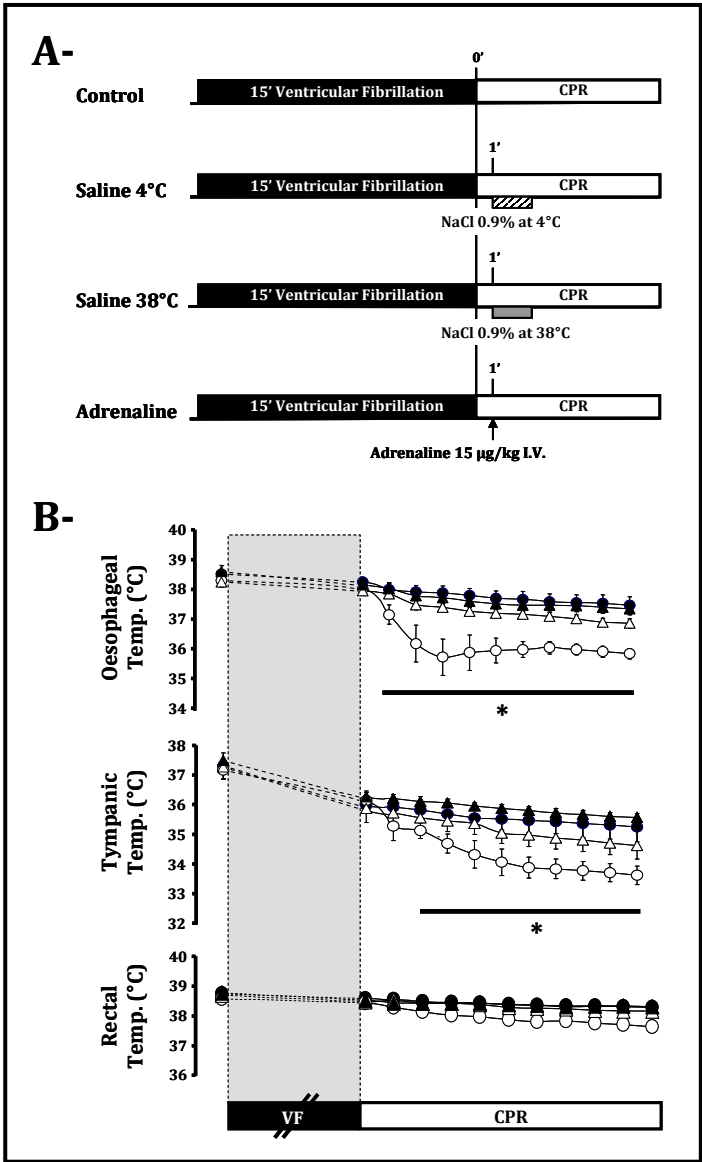 A-
0'
Control
15' Ventricular Fibrillation
CPR
1'
Saline 4°C
15' Ventricular Fibrillation
CPR
NaCl 0.9% at 4°C
1'
Saline 38°C
15' Ventricular Fibrillation
CPR
NaCl 0.9% at 38°C
1'
Adrenaline
15' Ventricular Fibrillation
CPR
Adrenaline 15 µg/kg I.V.
B-
Oesophageal
Temp. (°C)
40
39
38
37
36
35
34
*
Tympanic
Temp. (°C)
38
37
36
35
34
33
32
*
Rectal
Temp. (°C)
40
39
38
37
36
VF
CPR